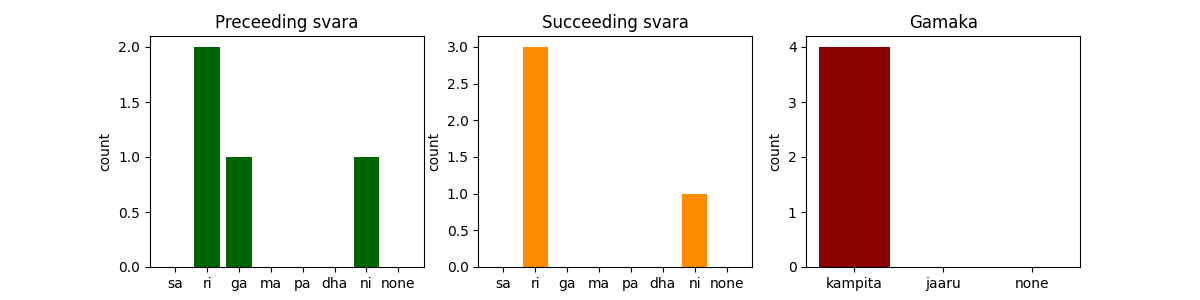 Preceeding svara
count
2.0
1.5
1.0
0.5
0.0
sa ri ga ma pa dha ni none
Succeeding svara
count
3.0
2.5
2.0
1.5
1.0
0.5
0.0
sa ri ga ma pa dha ni none
Gamaka
count
4
3
2
1
0
kampita jaaru none